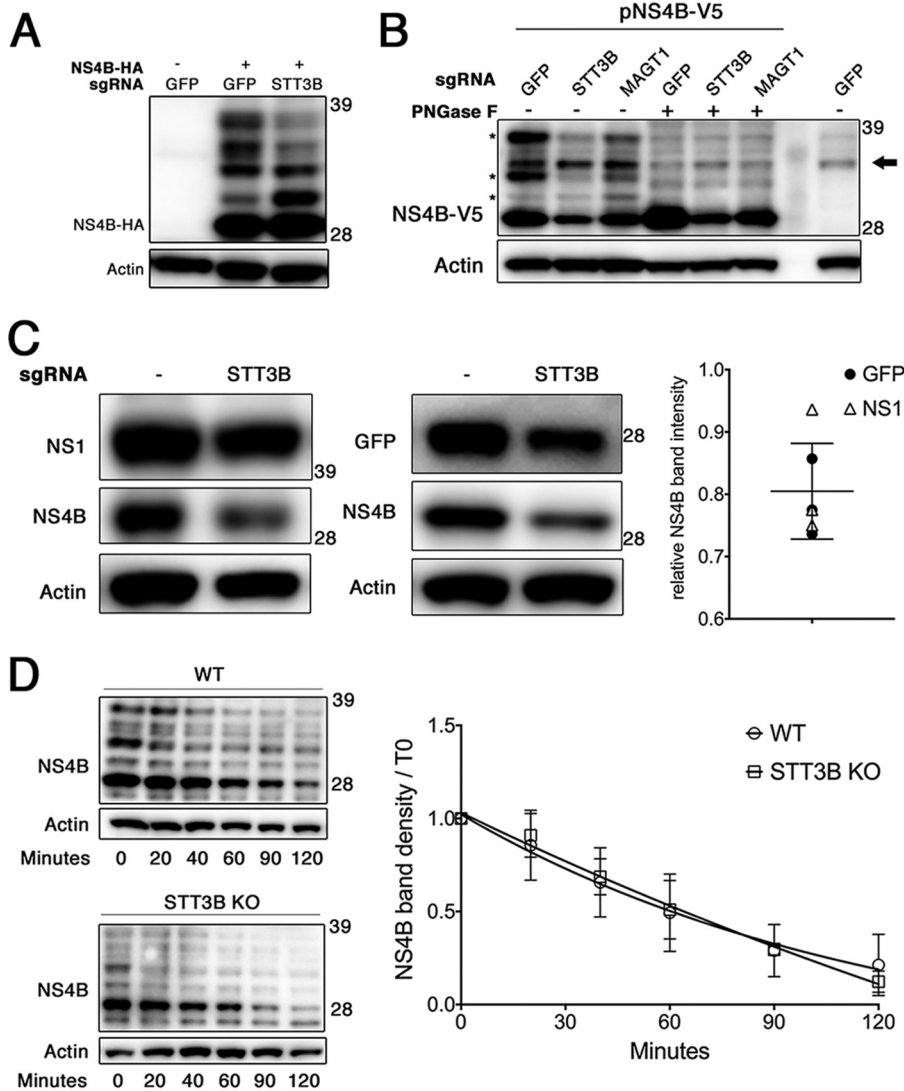 A
NS4B-HA - + +
sgRNA GFP GFP STT3B
39
NS4B-HA
28
Actin
B
pNS4B-V5
sgRNA GFP STT3B MAGT1 GFP STT3B MAGT1 GFP
PNGase F - - - + + + -
39
*
*
*
NS4B-V5
28
Actin
C
sgRNA - STT3B
NS1
39
NS4B
28
Actin
- STT3B
GFP
28
NS4B
28
Actin
relative NS4B band intensity
1.0
0.9
0.8
0.7
0.6
GFP
NS1
D
WT
39
NS4B
28
Actin
Minutes 0 20 40 60 90 120
STT3B KO
39
NS4B
28
Actin
Minutes 0 20 40 60 90 120
NS4B band density / T0
1.5
1.0
0.5
0.0
0 30 60 90 120
Minutes
WT
STT3B KO